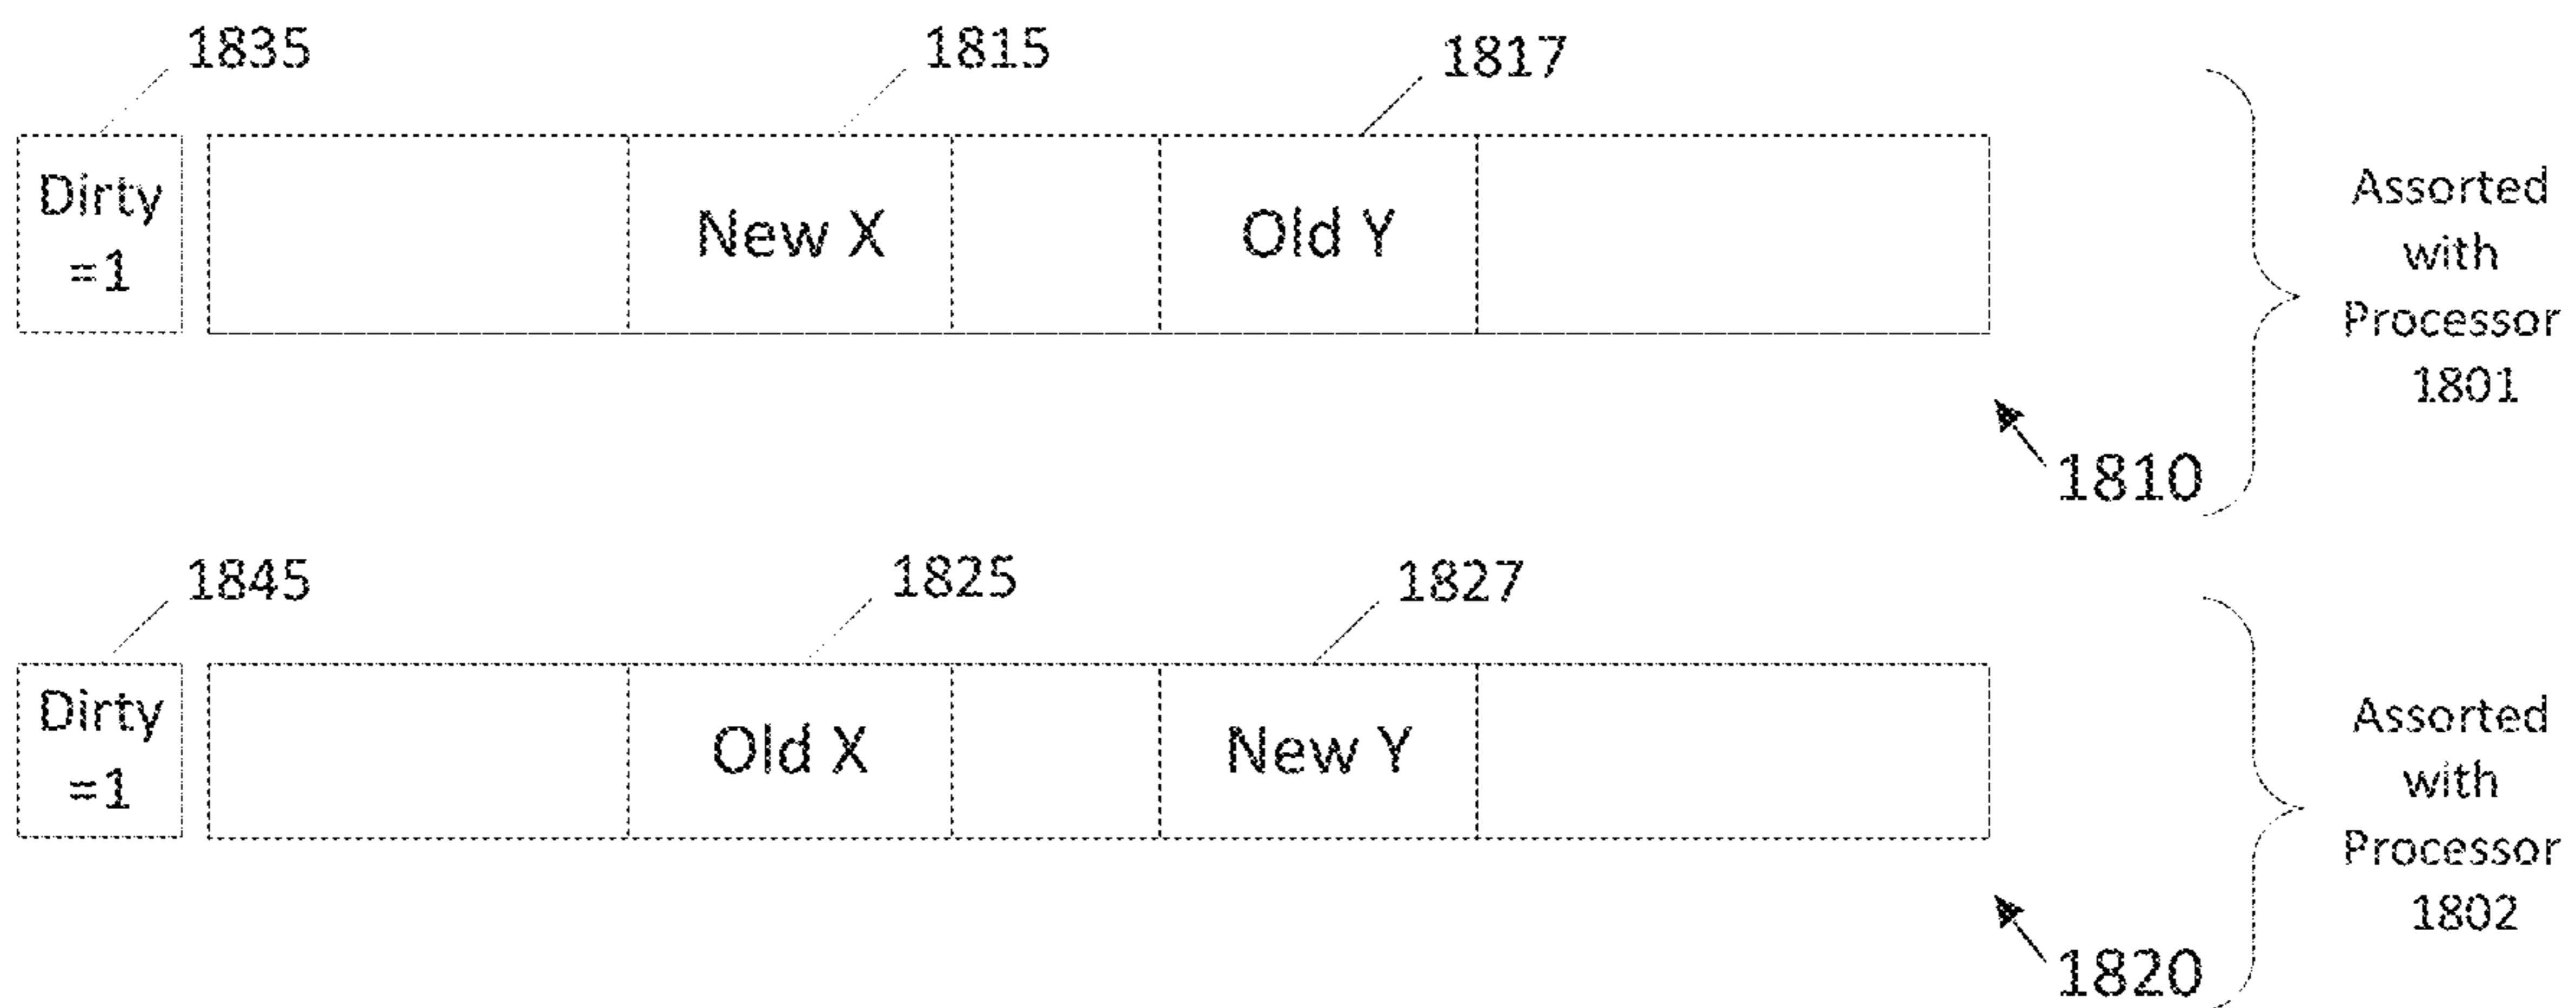 1835
1815
1817
Dirty
=1
New X
Old Y
Assorted
with
Processor
1801
1810
1845
1825
1827
Dirty
=1
Old X
New Y
Assorted
with
Processor
1802
1820